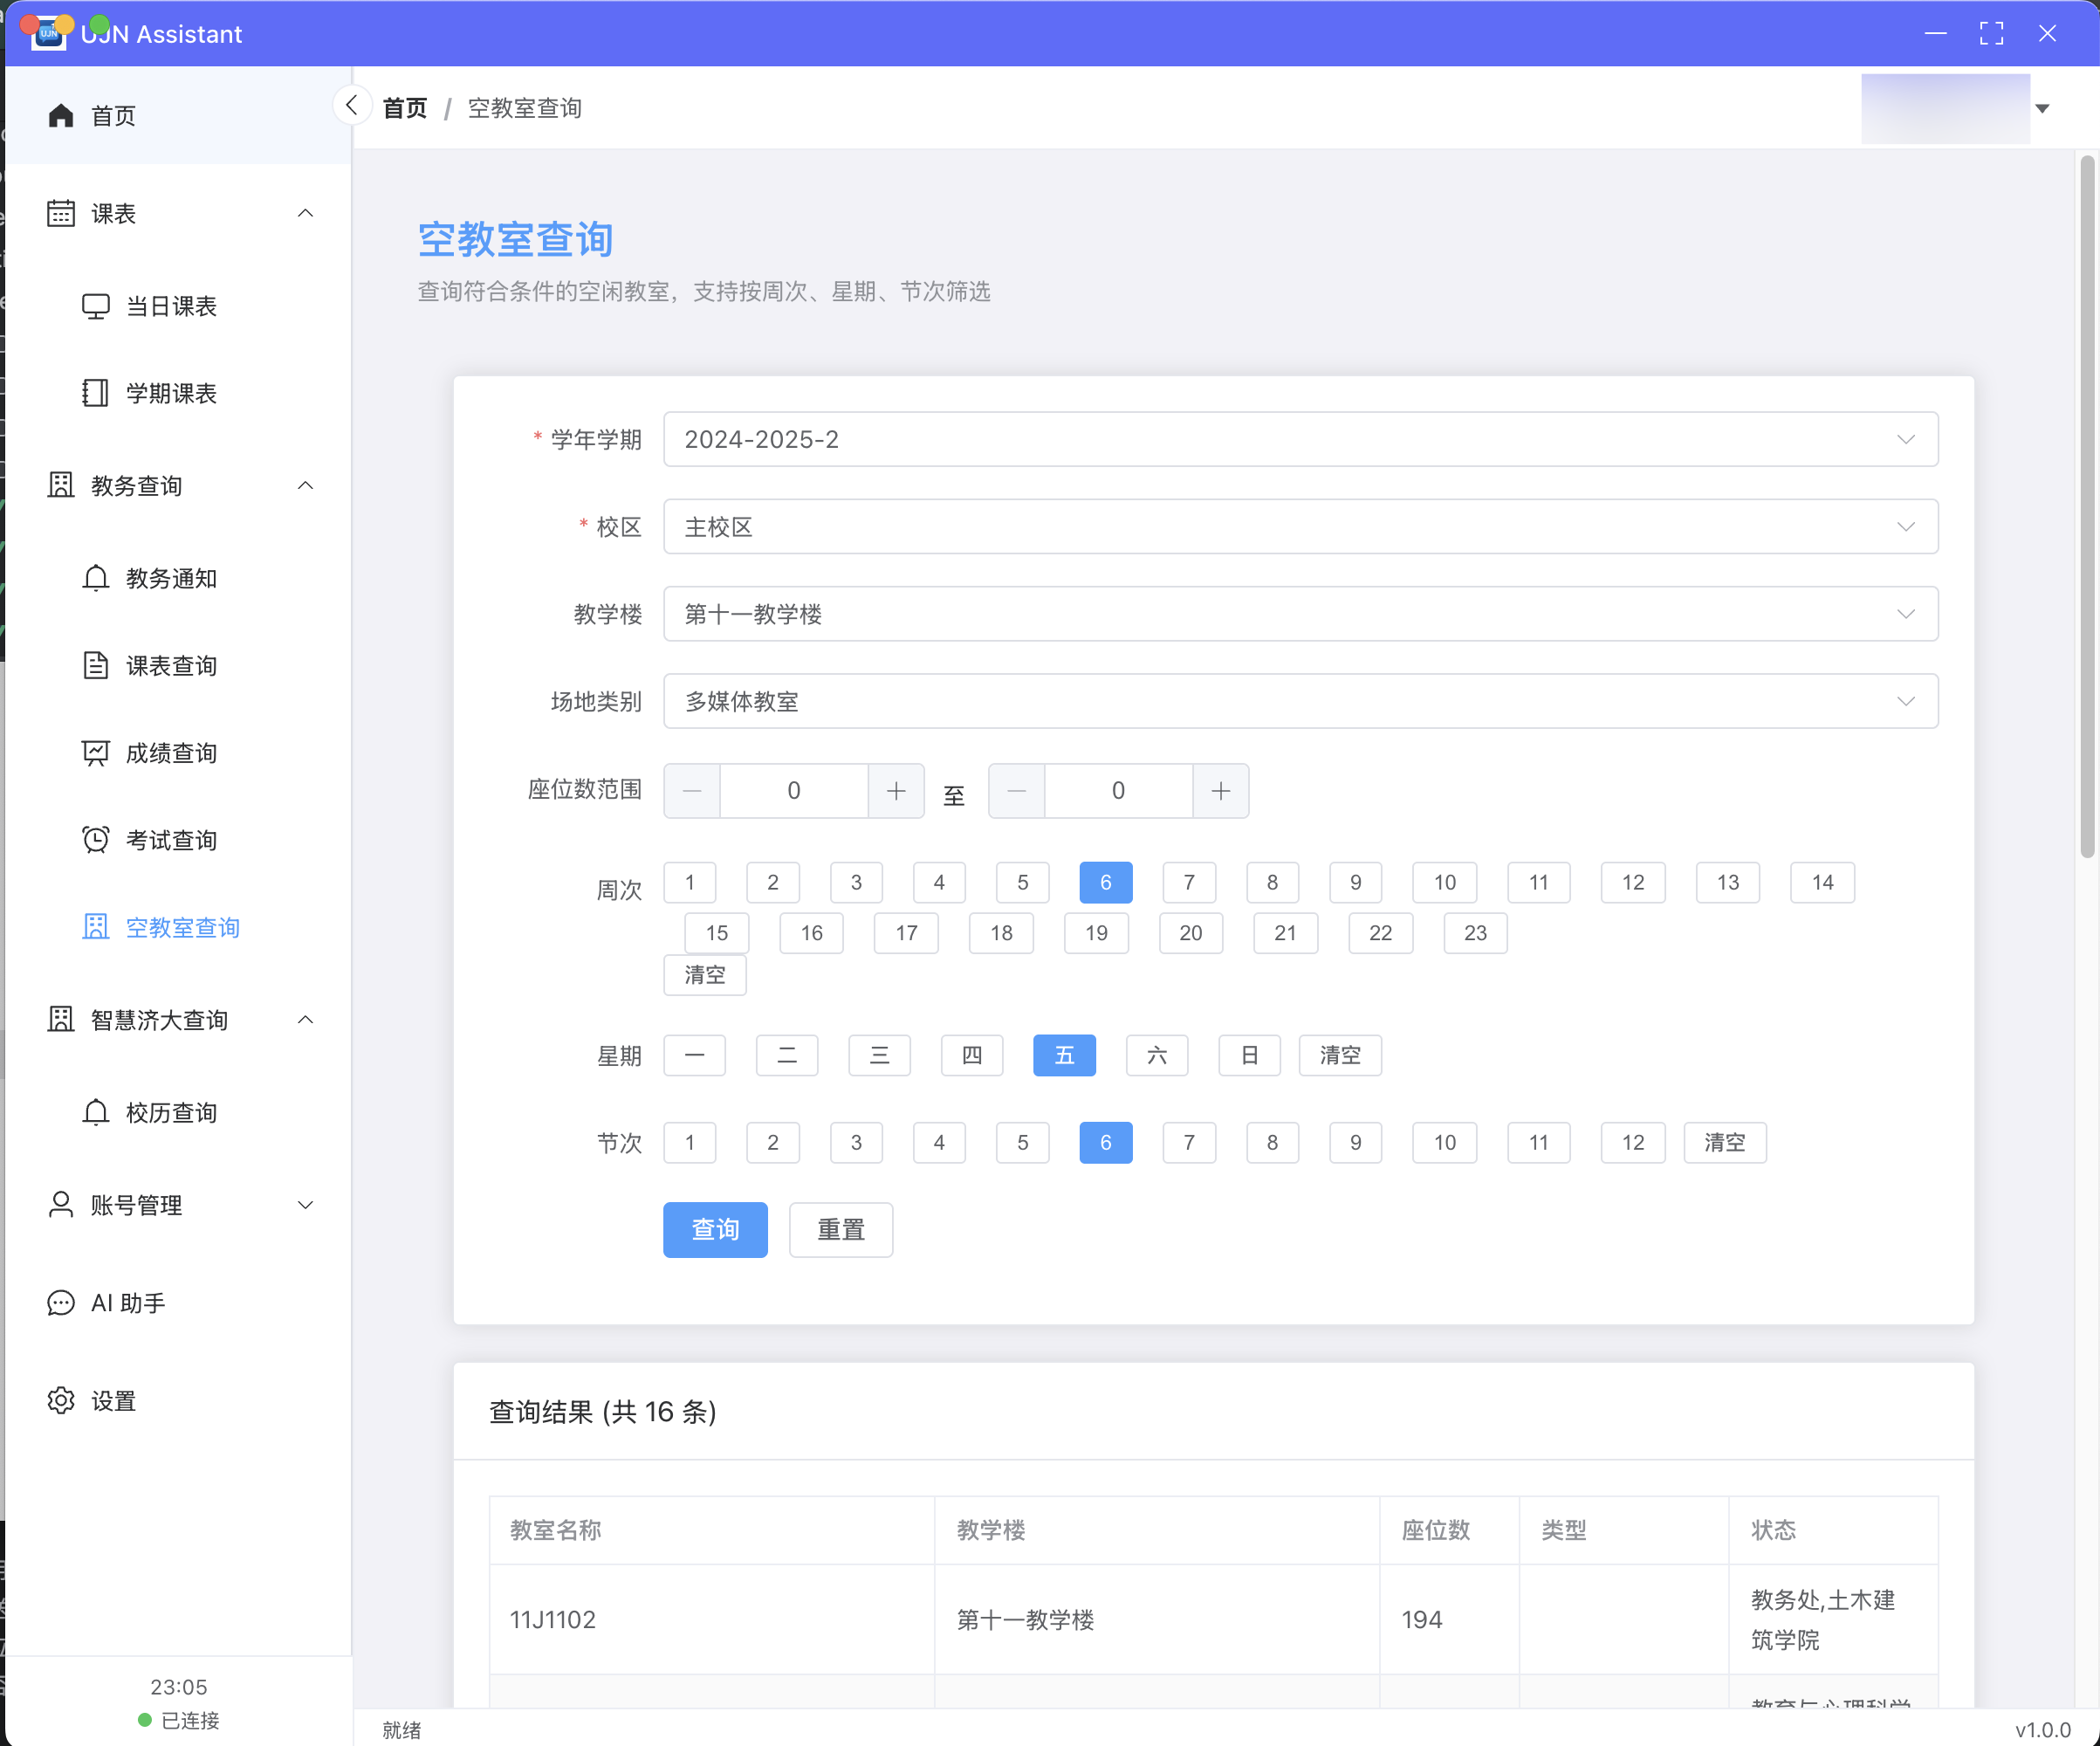 UJN Assistant
首页
课表
当日课表
学期课表
教务查询
教务通知
课表查询
成绩查询
考试查询
空教室查询
智慧济大查询
校历查询
账号管理
AI 助手
设置
23:05
已连接
首页 / 空教室查询
空教室查询
查询符合条件的空闲教室，支持按周次、星期、节次筛选
* 学年学期 2024-2025-2
* 校区 主校区
教学楼 第十一教学楼
场地类别 多媒体教室
座位数范围 0 至 0
周次 1 2 3 4 5 6 7 8 9 10 11 12 13 14
15 16 17 18 19 20 21 22 23
清空
星期 一 二 三 四 五 六 日 清空
节次 1 2 3 4 5 6 7 8 9 10 11 12 清空
查询 重置
查询结果 (共 16 条)
教室名称 教学楼 座位数 类型 状态
11J1102 第十一教学楼 194 教务处,土木建
筑学院
教育与心理科学
就绪 v1.0.0